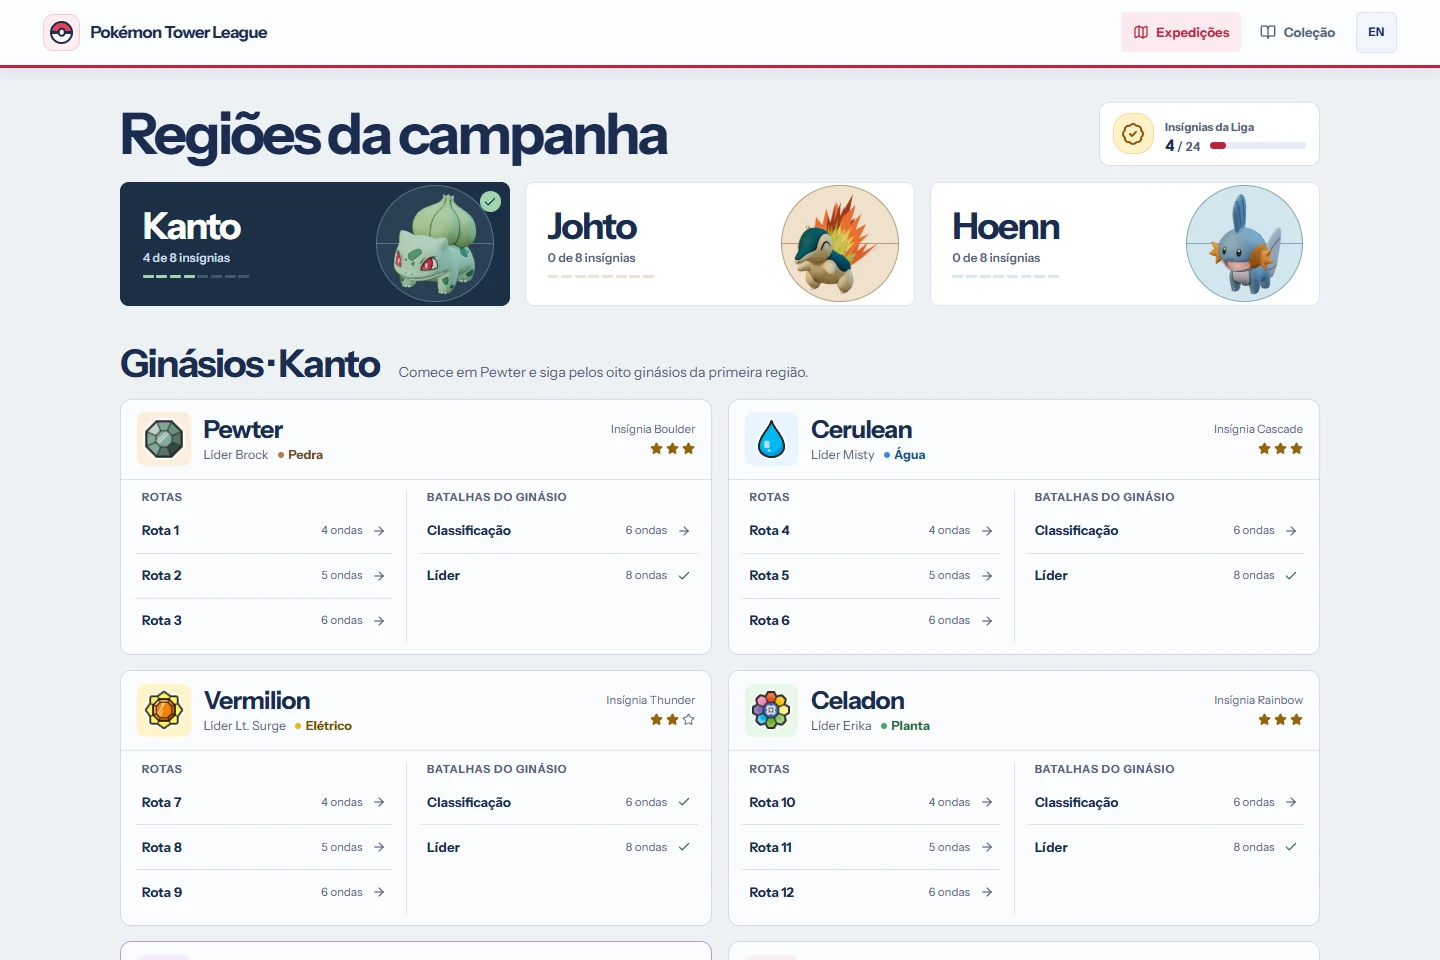 Pokémon Tower League
Expedições
Coleção
EN
Regiões da campanha
Insígnias da Liga
4 / 24
Kanto
4 de 8 insígnias
Johto
0 de 8 insígnias
Hoenn
0 de 8 insígnias
Ginásios · Kanto
Comece em Pewter e siga pelos oito ginásios da primeira região.
Pewter
Líder Brock • Pedra
Insígnia Boulder
ROTAS
Rota 1 4 ondas
Rota 2 5 ondas
Rota 3 6 ondas
BATALHAS DO GINÁSIO
Classificação 6 ondas
Líder 8 ondas
Cerulean
Líder Misty • Água
Insígnia Cascade
ROTAS
Rota 4 4 ondas
Rota 5 5 ondas
Rota 6 6 ondas
BATALHAS DO GINÁSIO
Classificação 6 ondas
Líder 8 ondas
Vermilion
Líder Lt. Surge • Elétrico
Insígnia Thunder
ROTAS
Rota 7 4 ondas
Rota 8 5 ondas
Rota 9 6 ondas
BATALHAS DO GINÁSIO
Classificação 6 ondas
Líder 8 ondas
Celadon
Líder Erika • Planta
Insígnia Rainbow
ROTAS
Rota 10 4 ondas
Rota 11 5 ondas
Rota 12 6 ondas
BATALHAS DO GINÁSIO
Classificação 6 ondas
Líder 8 ondas